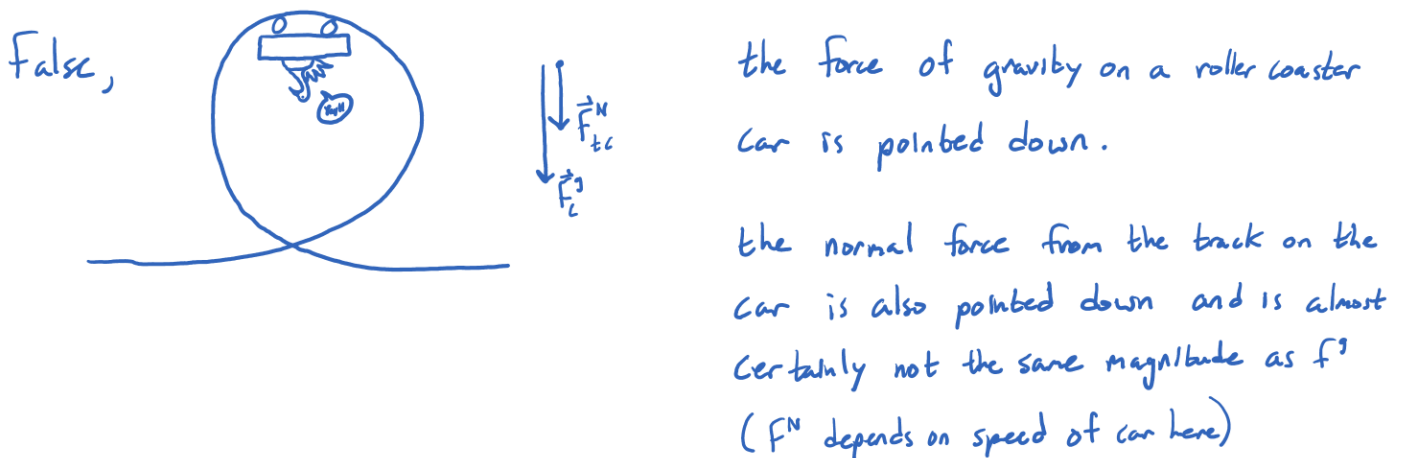 False,
F^N_tc
F^g_c
the force of gravity on a roller coaster
car is pointed down.
the normal force from the track on the
car is also pointed down and is almost
certainly not the same magnitude as F^g
(F^N depends on speed of car here)